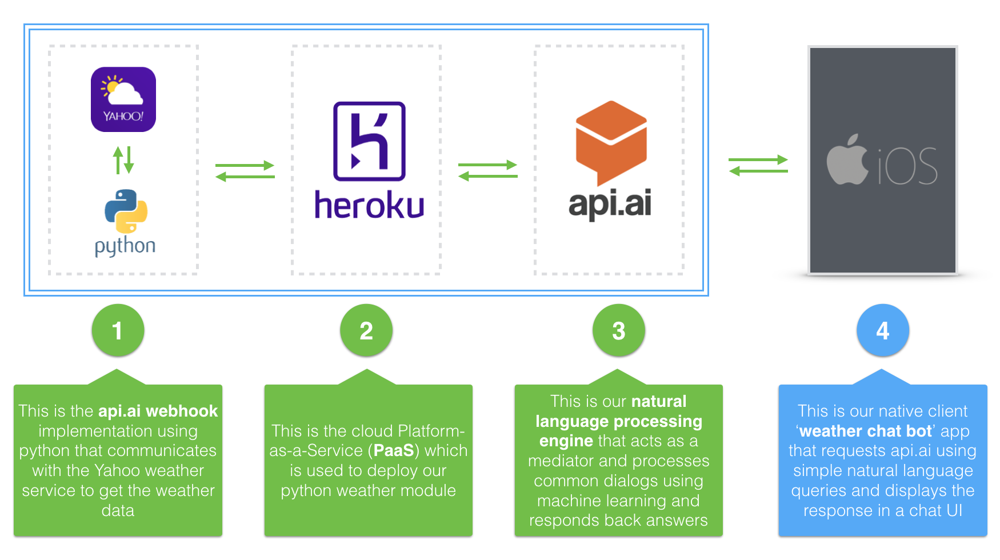 YAHOO!
python
heroku
api.ai
iOS
1
2
3
4
This is the api.ai webhook
implementation using
python that communicates
with the Yahoo weather
service to get the weather
data
This is the cloud Platform-
as-a-Service (PaaS) which
is used to deploy our
python weather module
This is our natural
language processing
engine that acts as a
mediator and processes
common dialogs using
machine learning and
responds back answers
This is our native client
‘weather chat bot’ app
that requests api.ai using
simple natural language
queries and displays the
response in a chat UI